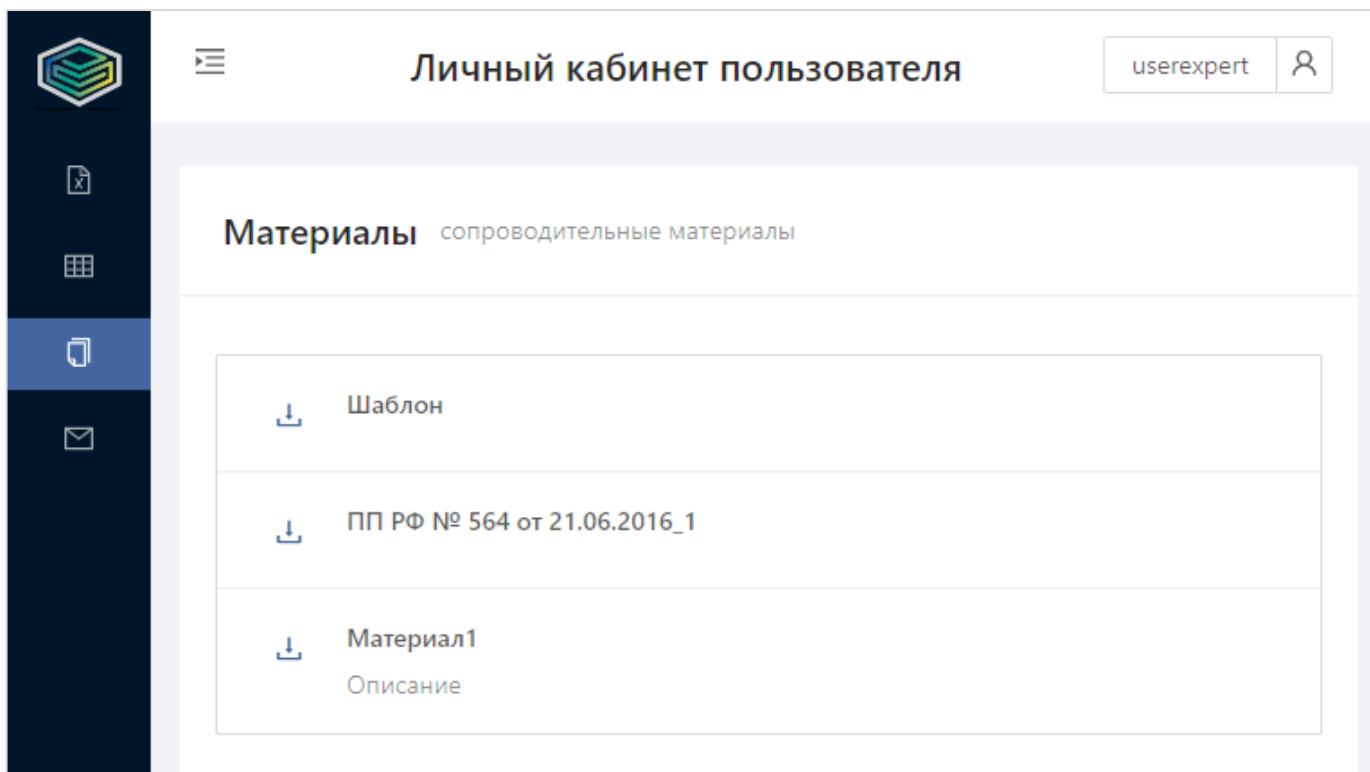 Личный кабинет пользователя
userexpert
Материалы сопроводительные материалы
Шаблон
ПП РФ № 564 от 21.06.2016_1
Материал1
Описание